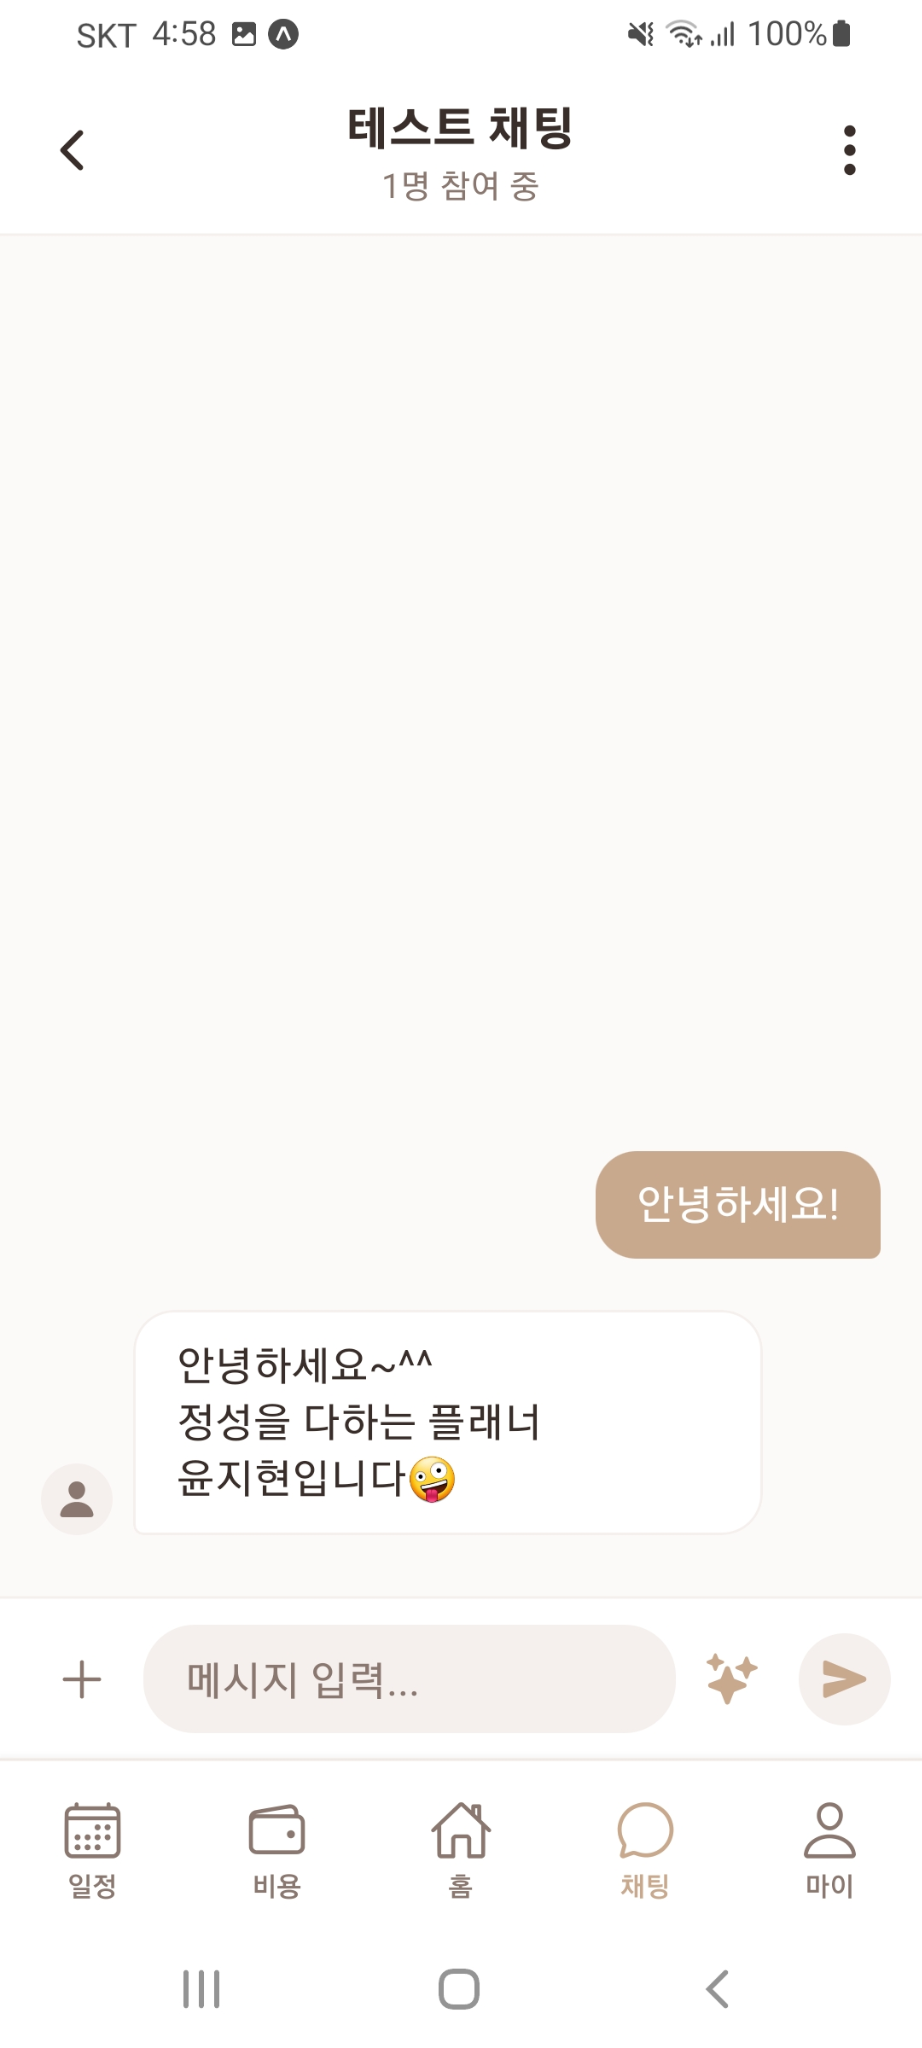 SKT 4:58 100%
테스트 채팅
1명 참여 중
안녕하세요!
안녕하세요~^^
정성을 다하는 플래너
윤지현입니다🤪
메시지 입력...
일정 비용 홈 채팅 마이